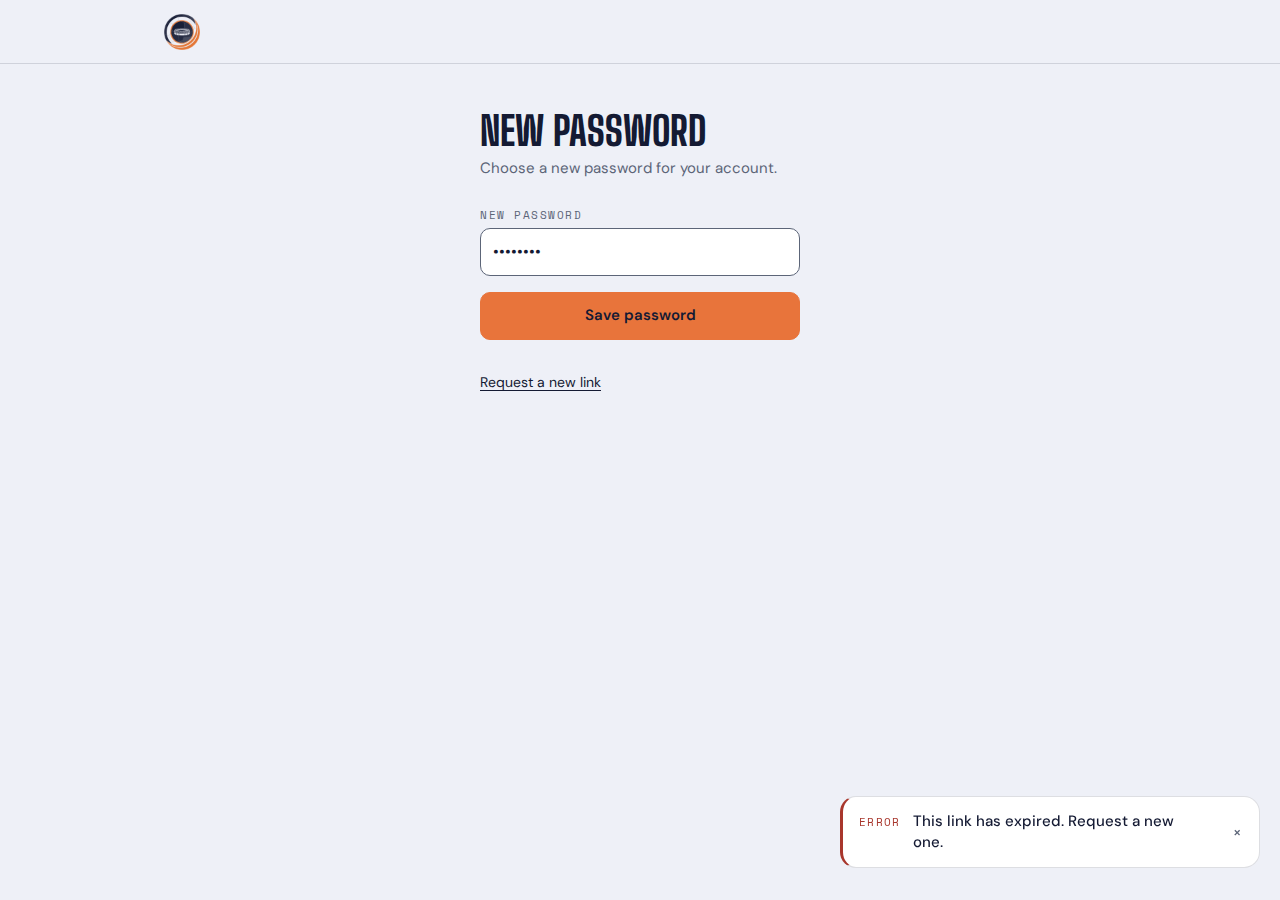 NEW PASSWORD
Choose a new password for your account.
NEW PASSWORD
••••••••
Save password
Request a new link
ERROR This link has expired. Request a new
one.
×